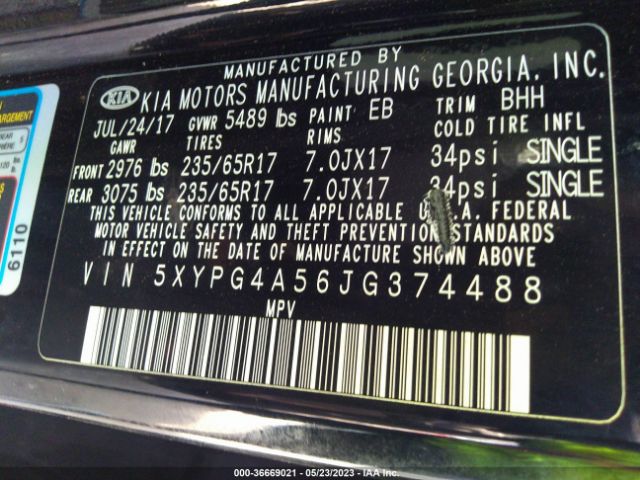 MANUFACTURED BY
KIA KIA MOTORS MANUFACTURING GEORGIA. INC.
JUL/24/17 GVWR 5489 lbs PAINT EB TRIM BHH
GAWR TIRES RIMS COLD TIRE INFL
FRONT 2976 lbs 235/65R17 7.0JX17 34psi SINGLE
REAR 3075 lbs 235/65R17 7.0JX17 34psi SINGLE
THIS VEHICLE CONFORMS TO ALL APPLICABLE U.S.A. FEDERAL
MOTOR VEHICLE SAFETY AND THEFT PREVENTION STANDARDS
IN EFFECT ON THE DATE OF MANUFACTURE SHOWN ABOVE
VIN 5XYPG4A56JG374488
MPV
6110
000-36669021 - 05/23/2023 - IAA Inc.